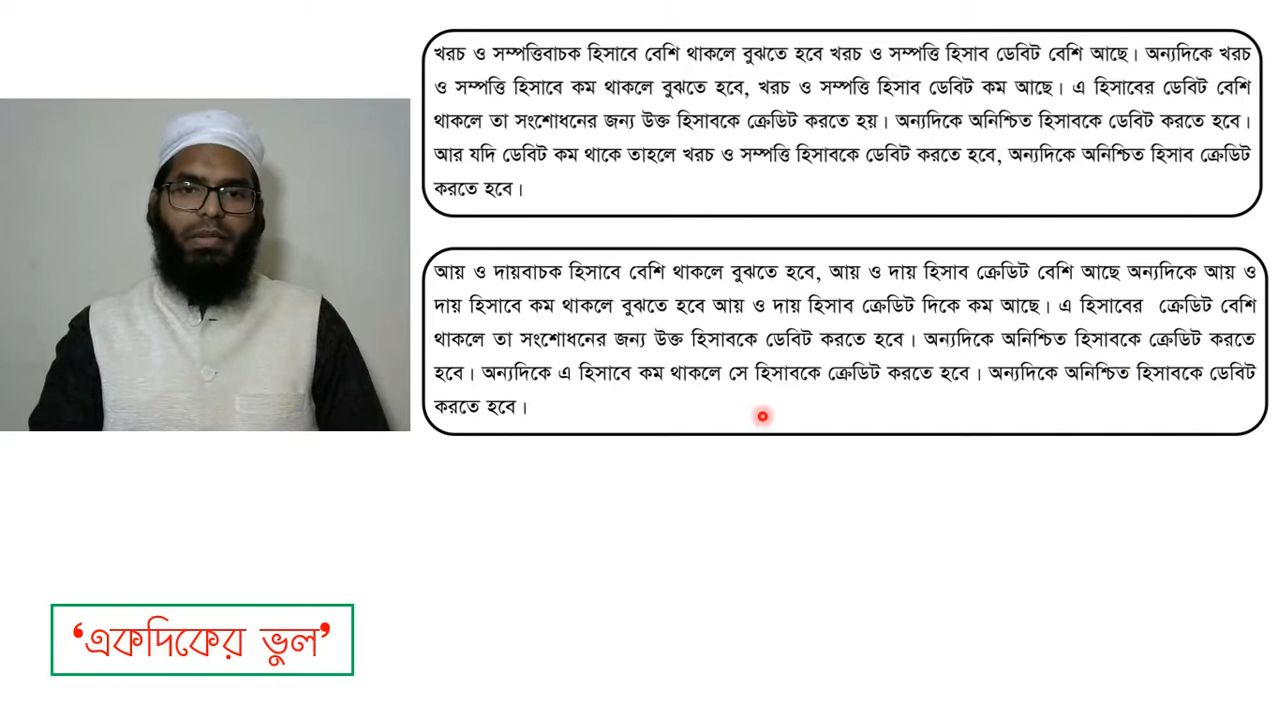 খরচ ও সম্পত্তিবাচক হিসাবে বেশি থাকলে বুঝতে হবে খরচ ও সম্পত্তি হিসাব ডেবিট বেশি আছে। অন্যদিকে খরচ
ও সম্পত্তি হিসাবে কম থাকলে বুঝতে হবে, খরচ ও সম্পত্তি হিসাব ডেবিট কম আছে। এ হিসাবের ডেবিট বেশি
থাকলে তা সংশোধনের জন্য উক্ত হিসাবকে ক্রেডিট করতে হয়। অন্যদিকে অনিশ্চিত হিসাবকে ডেবিট করতে হবে।
আর যদি ডেবিট কম থাকে তাহলে খরচ ও সম্পত্তি হিসাবকে ডেবিট করতে হবে, অন্যদিকে অনিশ্চিত হিসাব ক্রেডিট
করতে হবে।
আয় ও দায়বাচক হিসাবে বেশি থাকলে বুঝতে হবে, আয় ও দায় হিসাব ক্রেডিট বেশি আছে অন্যদিকে আয় ও
দায় হিসাবে কম থাকলে বুঝতে হবে আয় ও দায় হিসাব ক্রেডিট দিকে কম আছে। এ হিসাবের ক্রেডিট বেশি
থাকলে তা সংশোধনের জন্য উক্ত হিসাবকে ডেবিট করতে হবে। অন্যদিকে অনিশ্চিত হিসাবকে ক্রেডিট করতে
হবে। অন্যদিকে এ হিসাবে কম থাকলে সে হিসাবকে ক্রেডিট করতে হবে। অন্যদিকে অনিশ্চিত হিসাবকে ডেবিট
করতে হবে।
‘একদিকের ভুল’